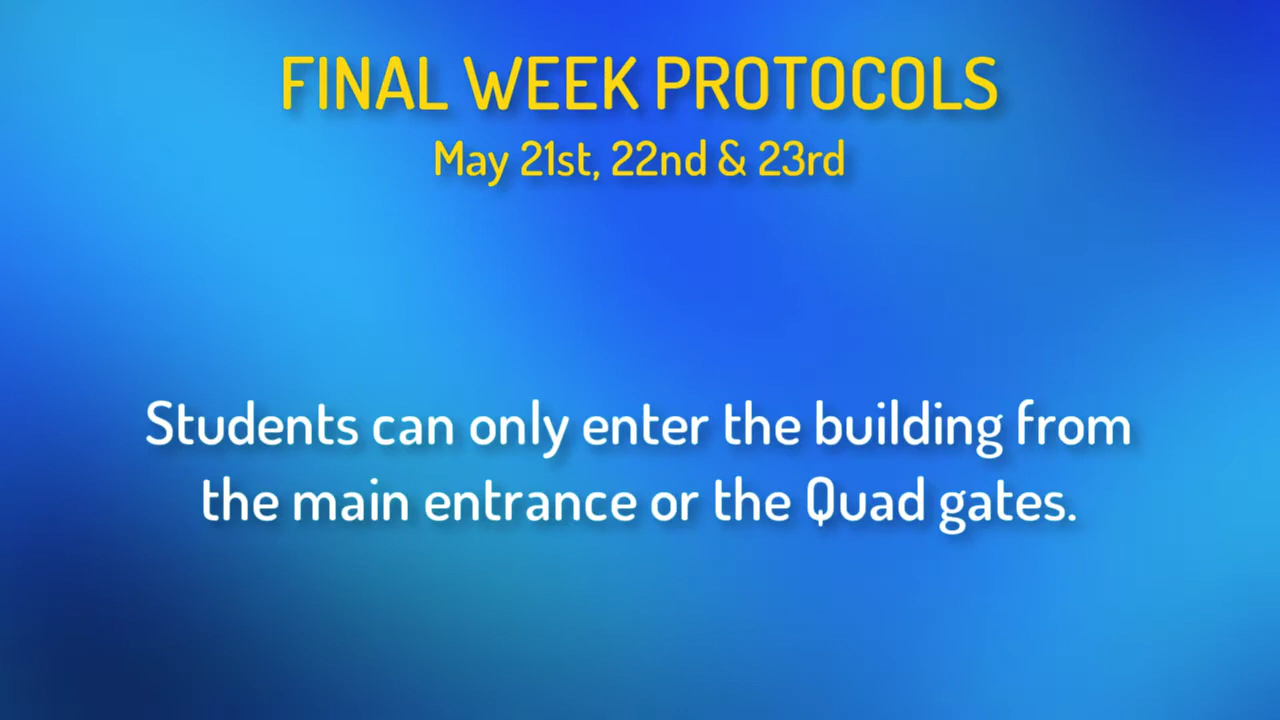 FINAL WEEK PROTOCOLS
May 21st, 22nd & 23rd
Students can only enter the building from
the main entrance or the Quad gates.